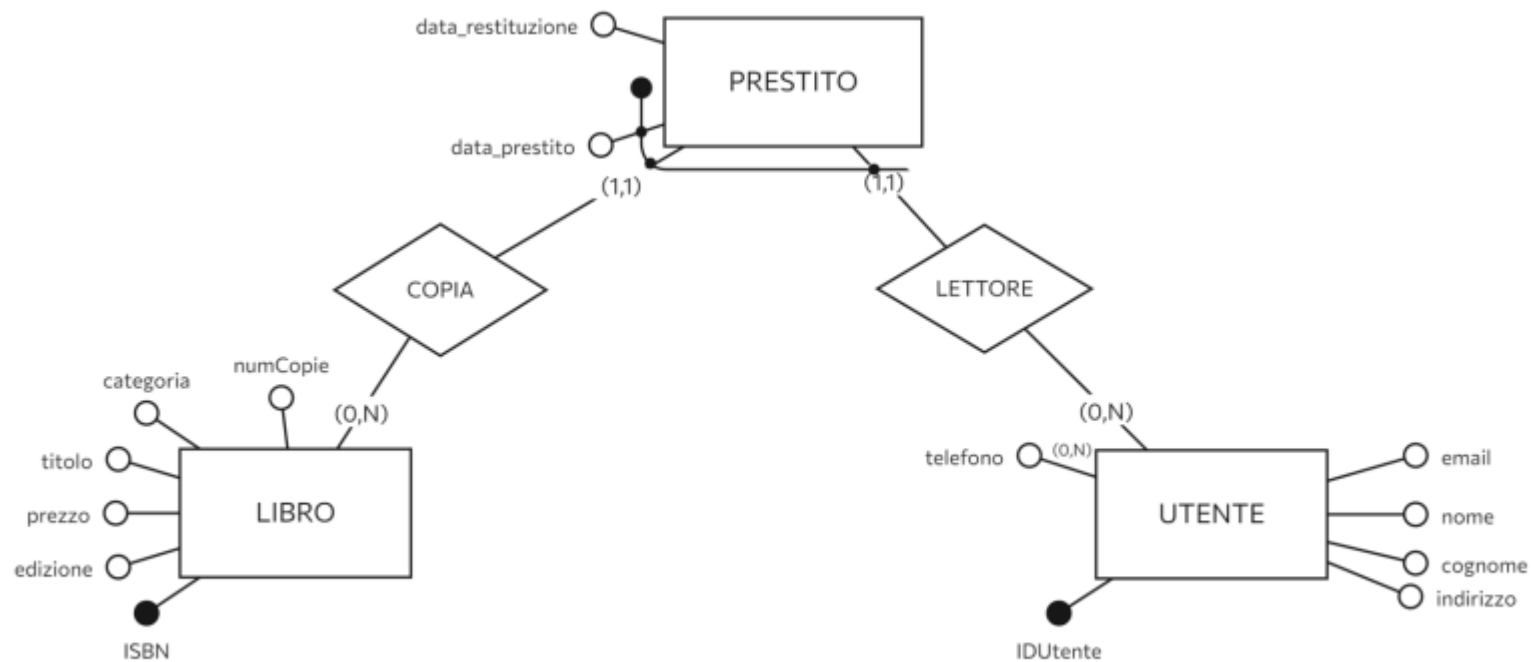 data_restituzione
PRESTITO
data_prestito
(1,1)
(1,1)
COPIA
LETTORE
numCopie
categoria
(0,N)
(0,N)
titolo
telefono
(0,N)
email
prezzo
LIBRO
UTENTE
nome
edizione
cognome
indirizzo
ISBN
IDUtente